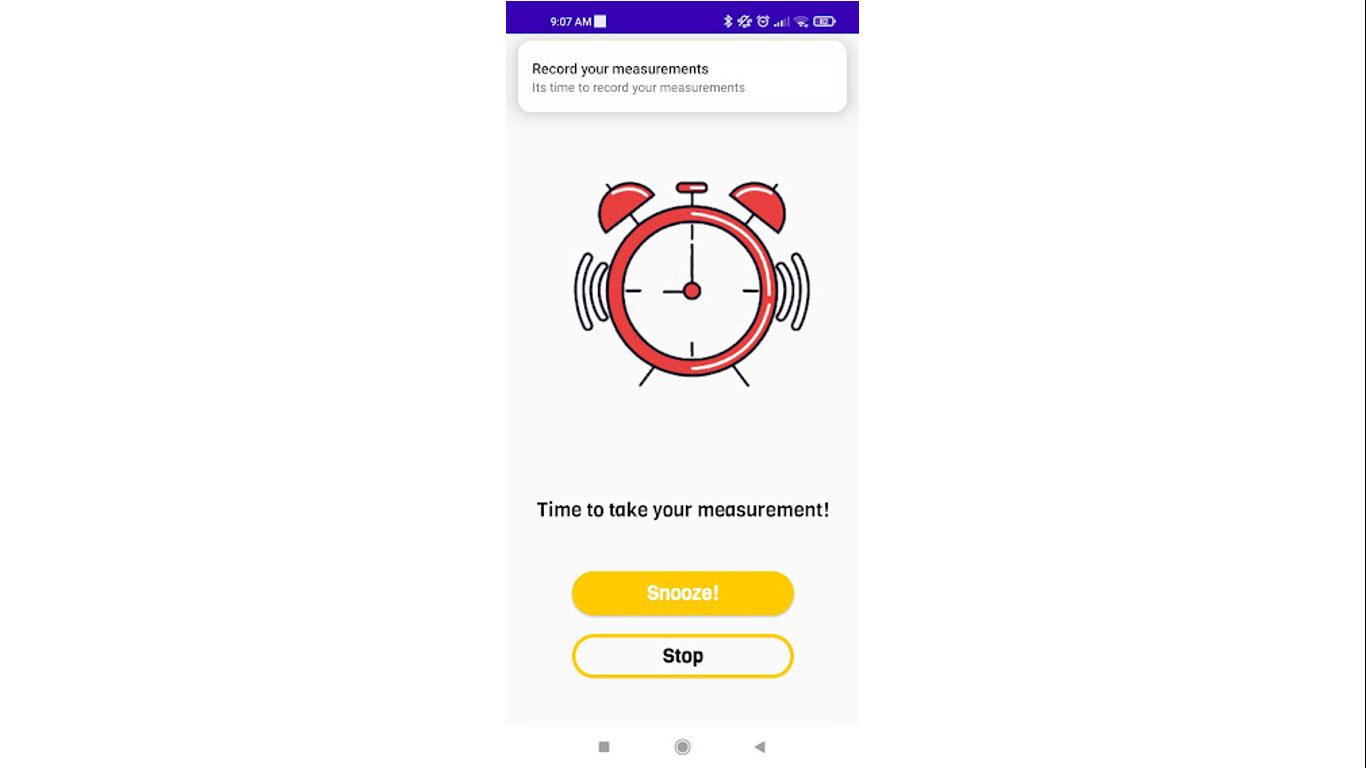 9:07 AM
Record your measurements
Its time to record your measurements
Time to take your measurement!
Snooze!
Stop